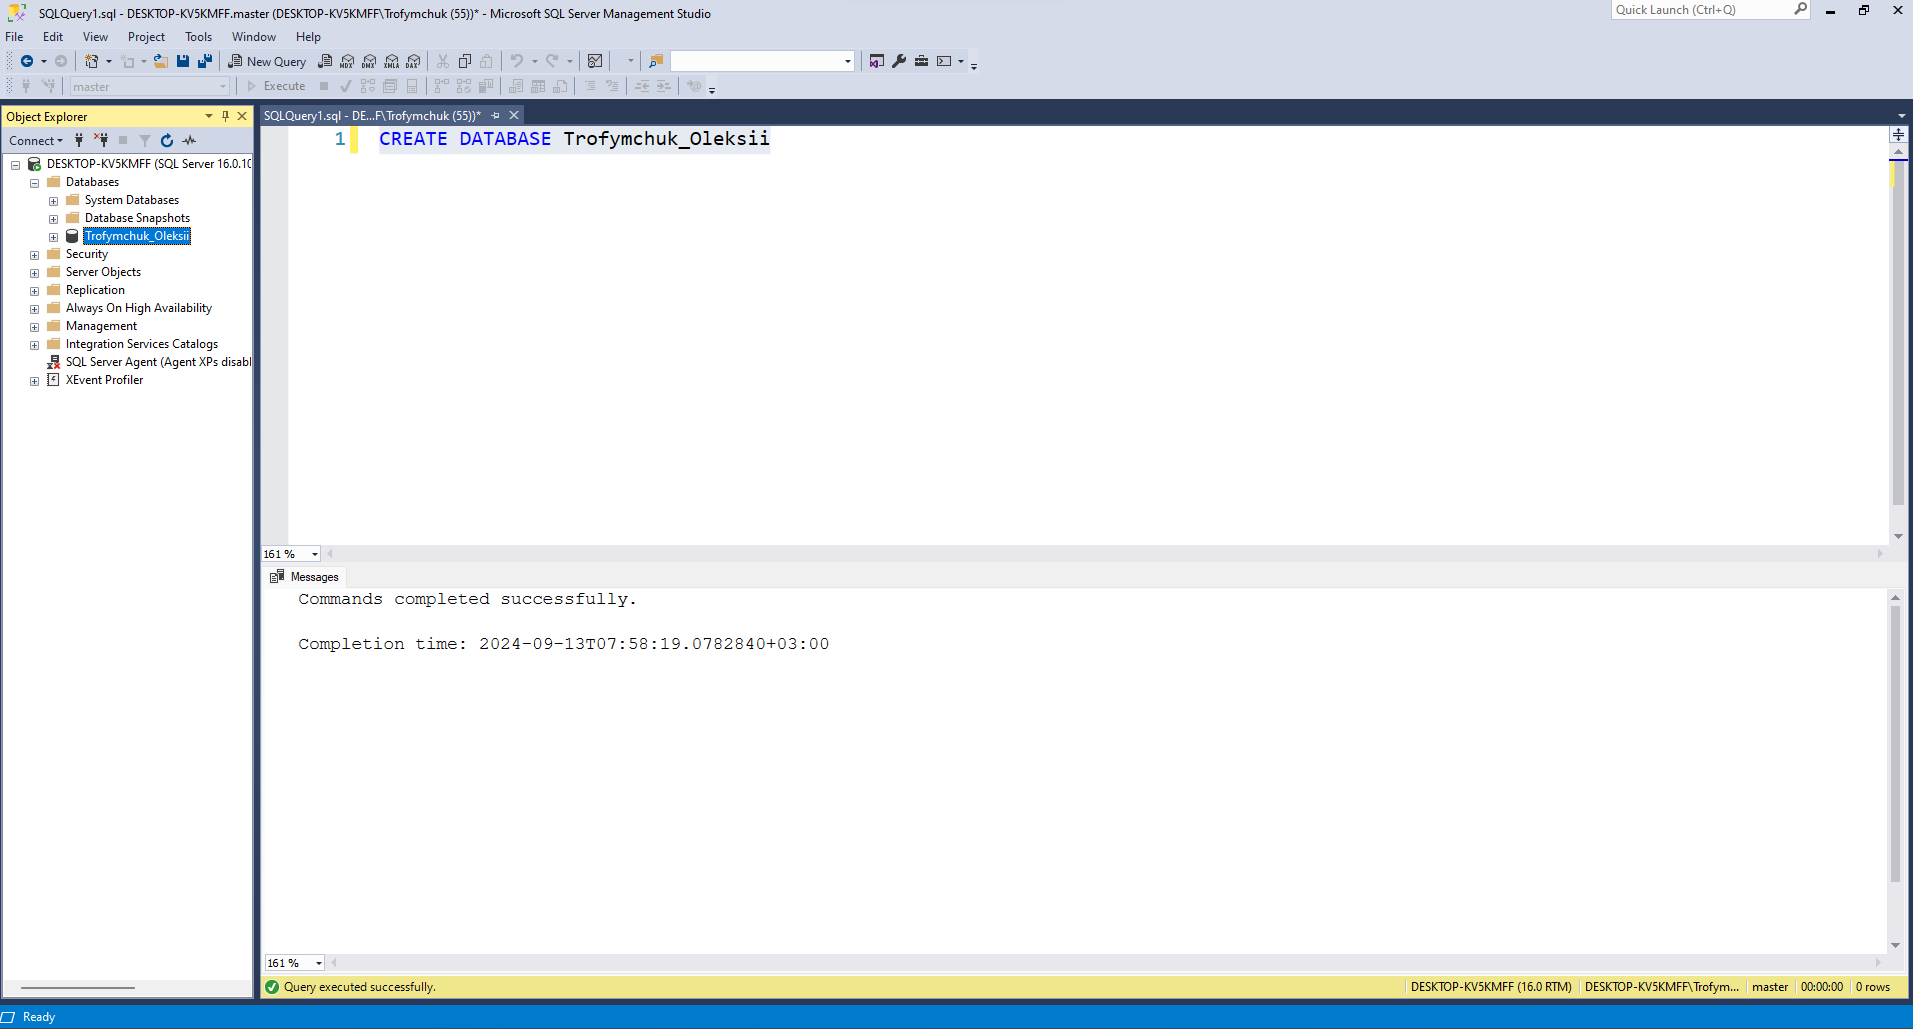 SQLQuery1.sql - DESKTOP-KV5KMFF.master (DESKTOP-KV5KMFF\Trofymchuk (55))* - Microsoft SQL Server Management Studio
Quick Launch (Ctrl+Q)
File Edit View Project Tools Window Help
New Query MDX DMX XMLA DAX
master Execute
Object Explorer
SQLQuery1.sql - DE...F\Trofymchuk (55))*
Connect
1 CREATE DATABASE Trofymchuk_Oleksii
DESKTOP-KV5KMFF (SQL Server 16.0.10
Databases
System Databases
Database Snapshots
Trofymchuk_Oleksii
Security
Server Objects
Replication
Always On High Availability
Management
Integration Services Catalogs
SQL Server Agent (Agent XPs disabl
XEvent Profiler
161 %
Messages
Commands completed successfully.
Completion time: 2024-09-13T07:58:19.0782840+03:00
161 %
Query executed successfully.
DESKTOP-KV5KMFF (16.0 RTM) DESKTOP-KV5KMFF\Trofym... master 00:00:00 0 rows
Ready